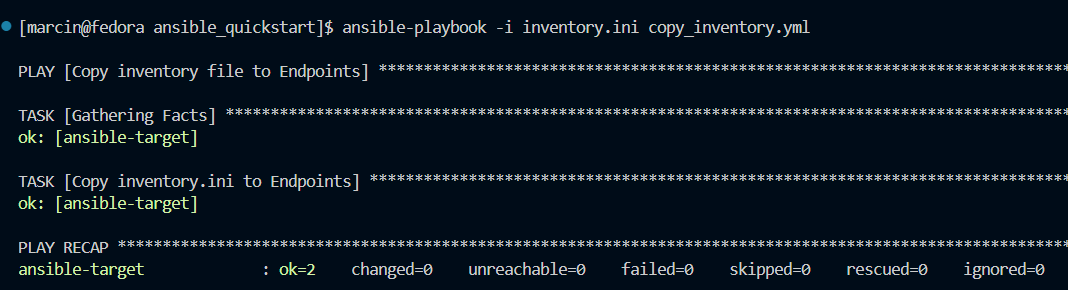 [marcin@fedora ansible_quickstart]$ ansible-playbook -i inventory.ini copy_inventory.yml
PLAY [Copy inventory file to Endpoints] *****************************************************************************
TASK [Gathering Facts] **********************************************************************************************
ok: [ansible-target]
TASK [Copy inventory.ini to Endpoints] ******************************************************************************
ok: [ansible-target]
PLAY RECAP **********************************************************************************************************
ansible-target             : ok=2    changed=0    unreachable=0    failed=0    skipped=0    rescued=0    ignored=0